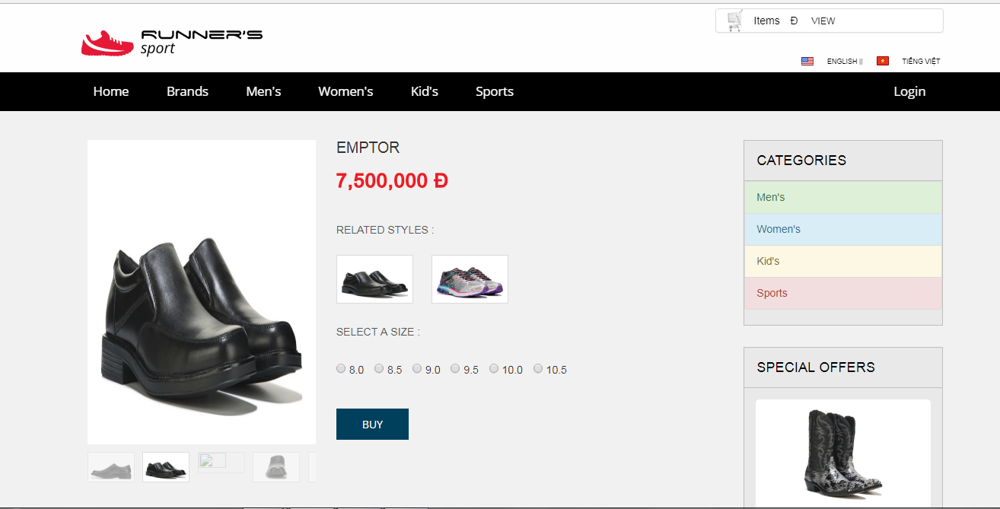 RUNNER'S
sport
Items Đ VIEW
ENGLISH || TIẾNG VIỆT
Home Brands Men's Women's Kid's Sports Login
EMPTOR
7,500,000 Đ
RELATED STYLES :
SELECT A SIZE :
8.0 8.5 9.0 9.5 10.0 10.5
BUY
CATEGORIES
Men's
Women's
Kid's
Sports
SPECIAL OFFERS